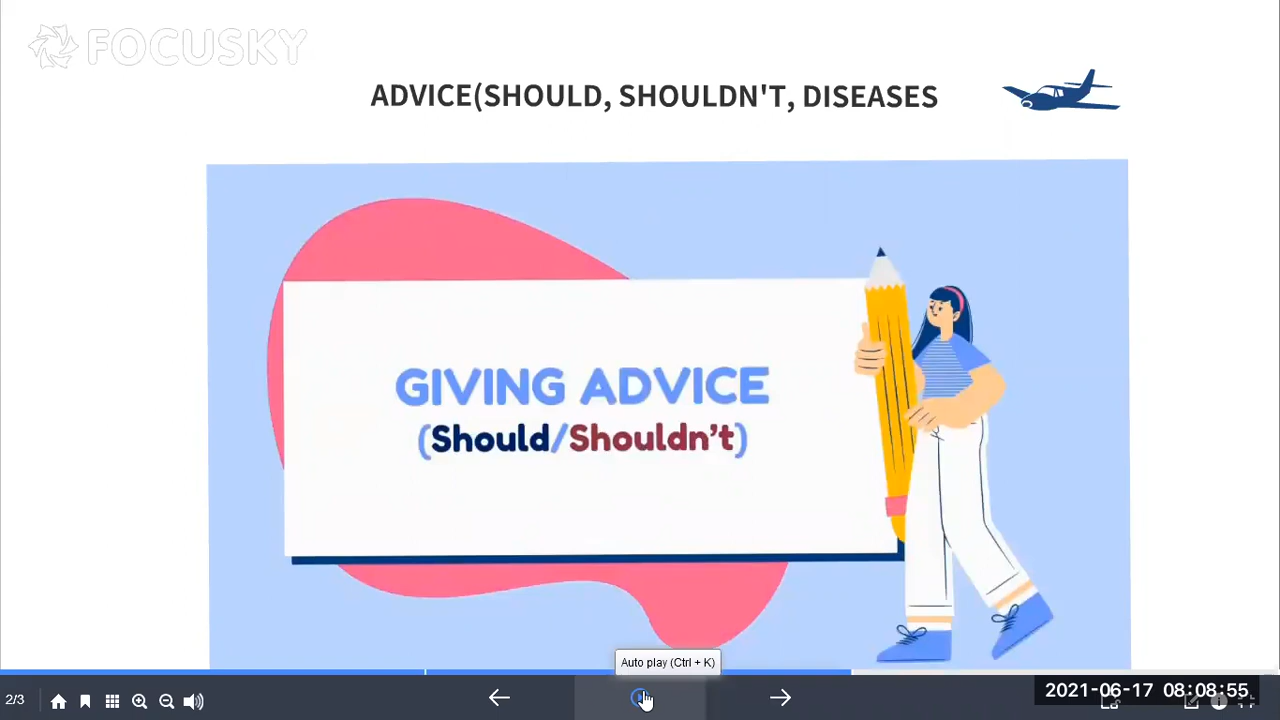 FOCUSKY
ADVICE(SHOULD, SHOULDN'T, DISEASES
GIVING ADVICE
(Should/Shouldn’t)
Auto play (Ctrl + K)
2/3
2021-06-17 08:08:55